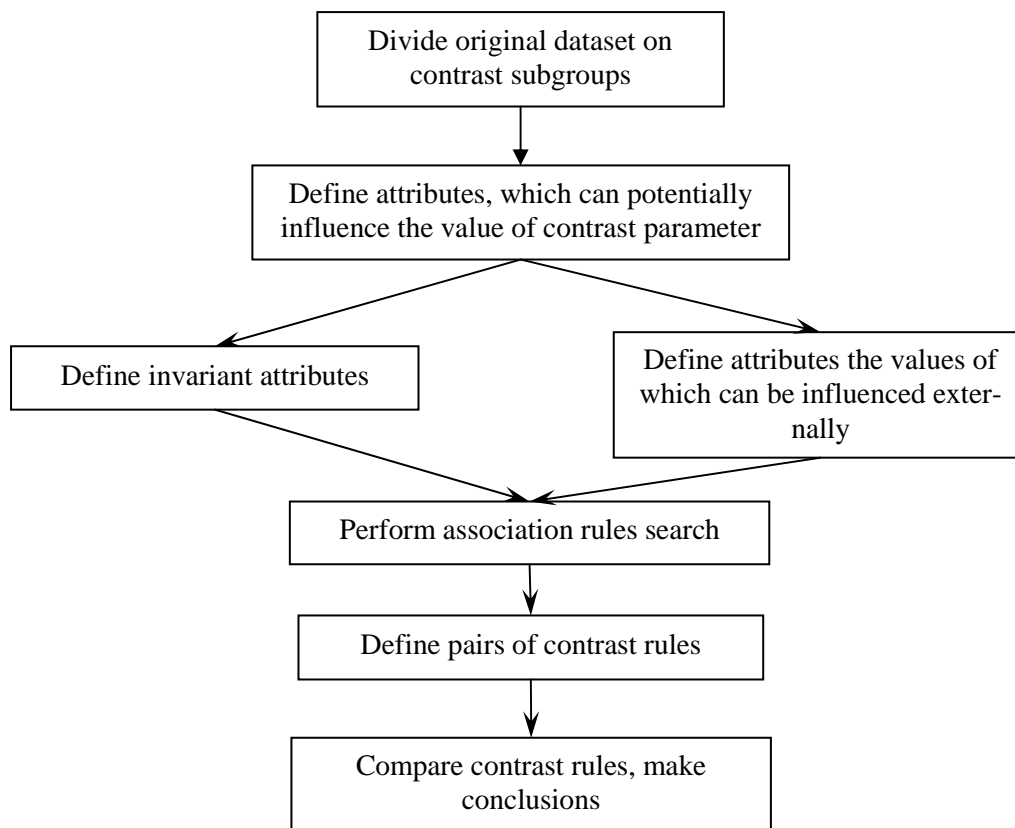 Divide original dataset on
contrast subgroups
Define attributes, which can potentially
influence the value of contrast parameter
Define invariant attributes
Define attributes the values of
which can be influenced exter-
nally
Perform association rules search
Define pairs of contrast rules
Compare contrast rules, make
conclusions